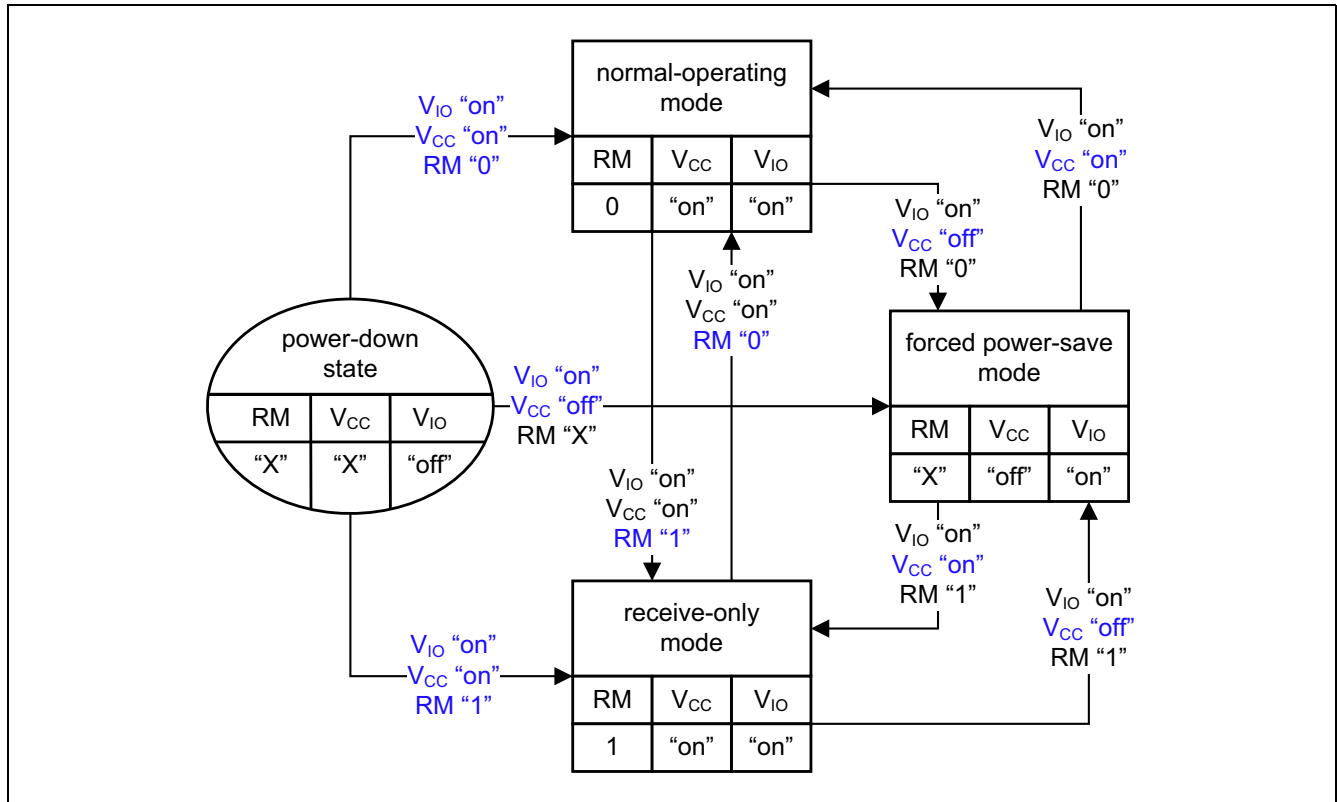 normal-operating
mode
RM VCC VIO
0 “on” “on”
VIO “on”
VCC “on”
RM “0”
VIO “on”
VCC “on”
RM “0”
VIO “on”
VCC “off”
RM “0”
VIO “on”
VCC “on”
RM “0”
power-down
state
RM VCC VIO
“X” “X” “off”
VIO “on”
VCC “off”
RM “X”
forced power-save
mode
RM VCC VIO
“X” “off” “on”
VIO “on”
VCC “on”
RM “1”
VIO “on”
VCC “on”
RM “1”
VIO “on”
VCC “off”
RM “1”
VIO “on”
VCC “on”
RM “1”
receive-only
mode
RM VCC VIO
1 “on” “on”